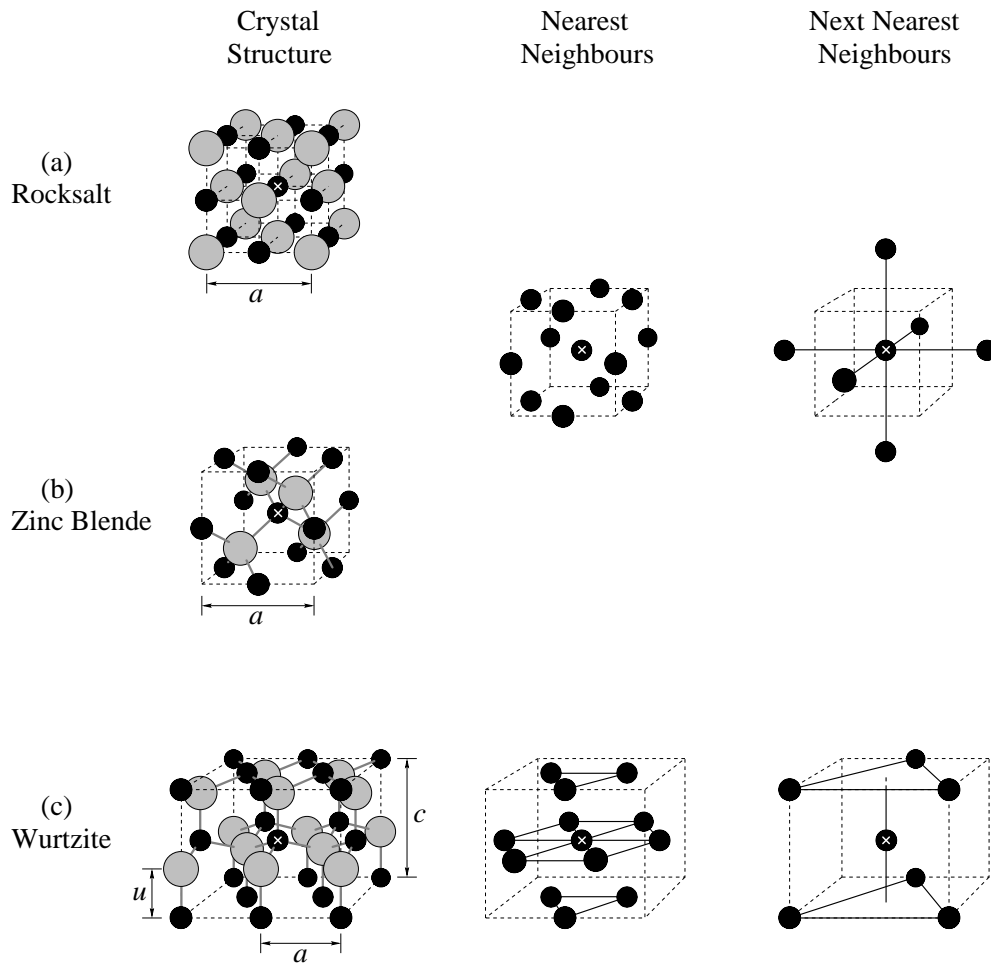 Crystal
Structure
Nearest
Neighbours
Next Nearest
Neighbours
(a)
Rocksalt
a
(b)
Zinc Blende
a
(c)
Wurtzite
c
u
a